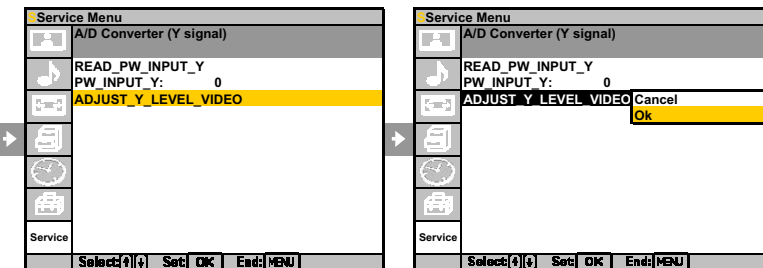 Service Menu
A/D Converter (Y signal)
READ_PW_INPUT_Y
PW_INPUT_Y: 0
ADJUST_Y_LEVEL_VIDEO
Service
Select: Set: OK End: MENU
Service Menu
A/D Converter (Y signal)
READ_PW_INPUT_Y
PW_INPUT_Y: 0
ADJUST_Y_LEVEL_VIDEO Cancel
Ok
Service
Select: Set: OK End: MENU